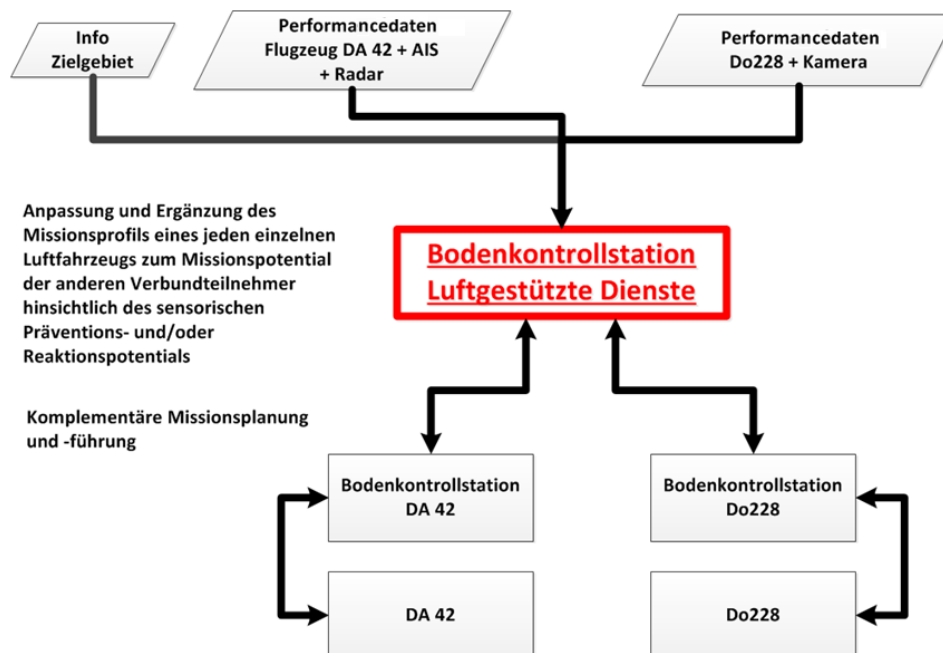 Info
Zielgebiet
Performancedaten
Flugzeug DA 42 + AIS
+ Radar
Performancedaten
Do228 + Kamera
Anpassung und Ergänzung des
Missionsprofils eines jeden einzelnen
Luftfahrzeugs zum Missionspotential
der anderen Verbundteilnehmer
hinsichtlich des sensorischen
Präventions- und/oder
Reaktionspotentials
Bodenkontrollstation
Luftgestützte Dienste
Komplementäre Missionsplanung
und -führung
Bodenkontrollstation
DA 42
Bodenkontrollstation
Do228
DA 42
Do228